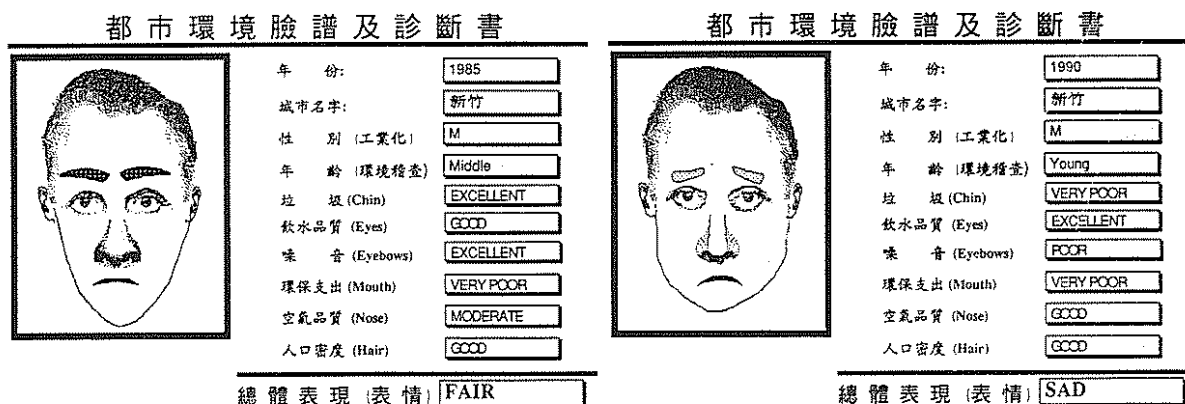 都市環境臉譜及診斷書
年份: 1985
城市名字: 新竹
性別 (工業化) M
年齡 (環境稽查) Middle
垃圾 (Chin) EXCELLENT
飲水品質 (Eyes) GOOD
噪音 (Eyebows) EXCELLENT
環保支出 (Mouth) VERY POOR
空氣品質 (Nose) MODERATE
人口密度 (Hair) GOOD
總體表現 (表情) FAIR
都市環境臉譜及診斷書
年份: 1990
城市名字: 新竹
性別 (工業化) M
年齡 (環境稽查) Young
垃圾 (Chin) VERY POOR
飲水品質 (Eyes) EXCELLENT
噪音 (Eyebows) POOR
環保支出 (Mouth) VERY POOR
空氣品質 (Nose) GOOD
人口密度 (Hair) GOOD
總體表現 (表情) SAD